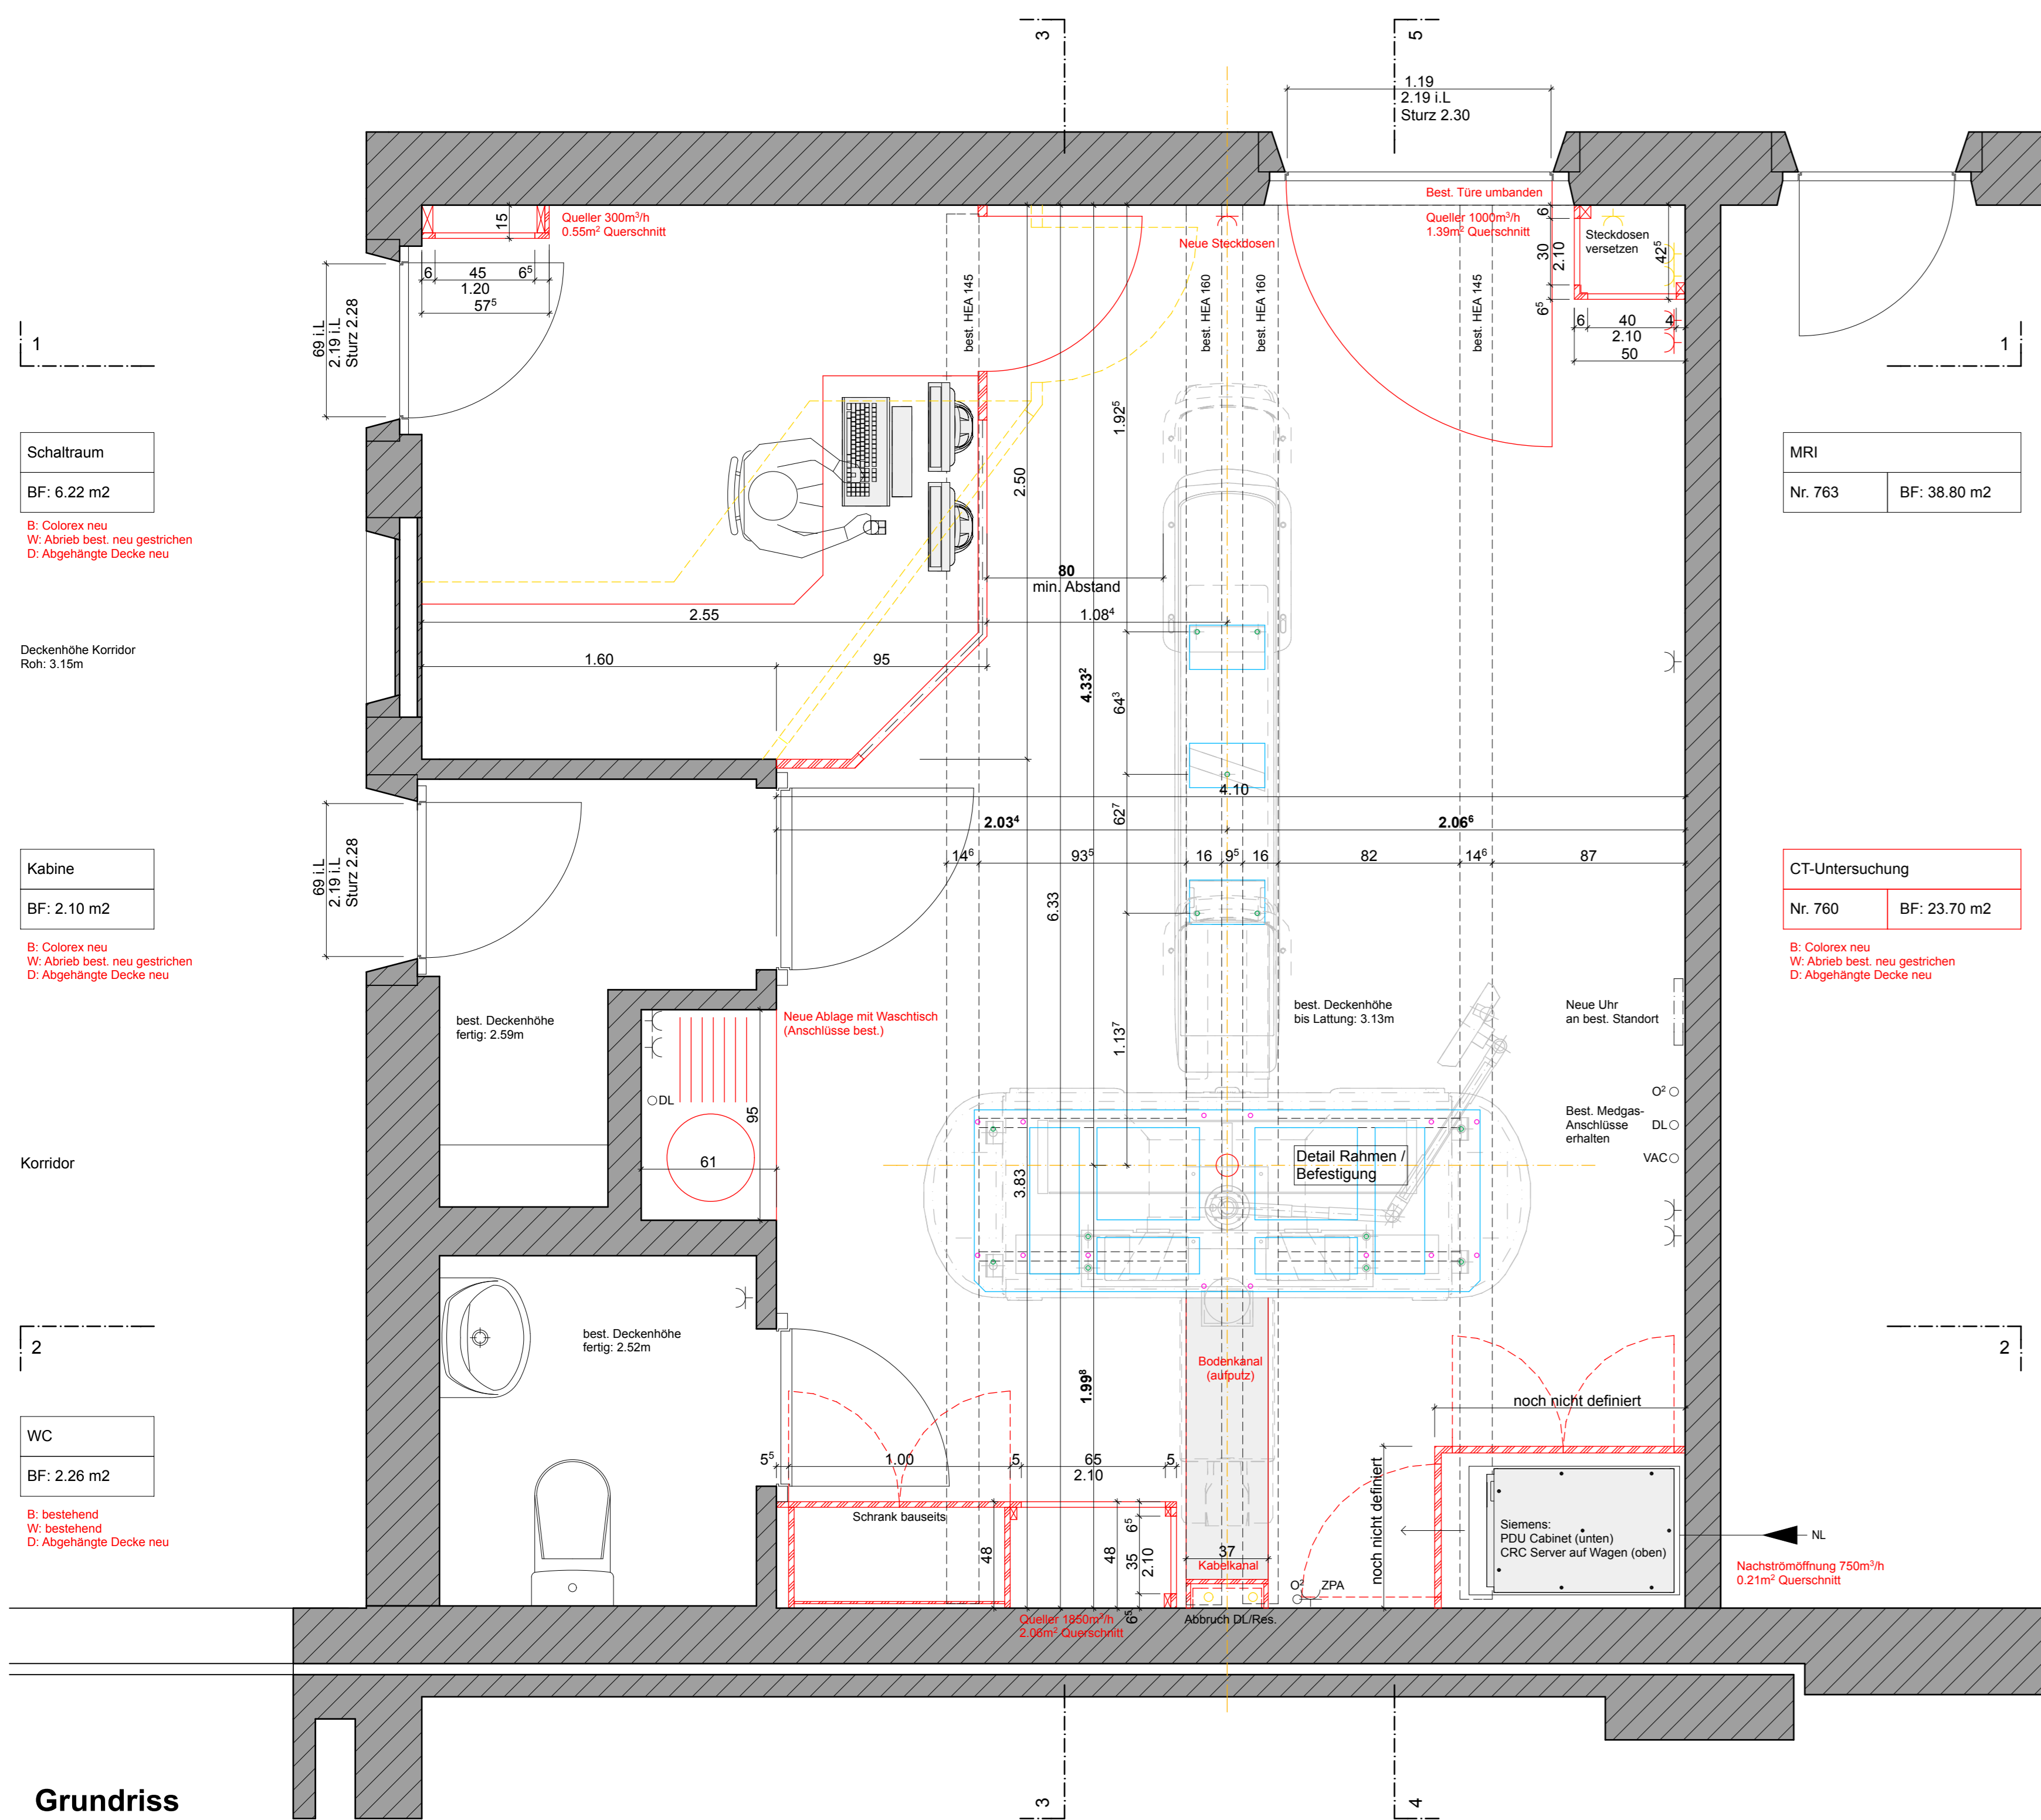 3
5
1.19
2.19 i.L
Sturz 2.30
Best. Türe umbanden
Queller 300m³/h
0.55m² Querschnitt
15
6
45
6⁵
1.20
57⁵
Neue Steckdosen
Queller 1000m³/h
1.39m² Querschnitt
6
30
2.10
6⁵
Steckdosen
versetzen
42⁵
6
40
4
2.10
50
best. HEA 145
best. HEA 160
best. HEA 160
best. HEA 145
69 i.L
2.19 i.L
Sturz 2.28
1
1
Schaltraum
BF: 6.22 m2
B: Colorex neu
W: Abrieb best. neu gestrichen
D: Abgehängte Decke neu
MRI
Nr. 763
BF: 38.80 m2
1.92⁵
2.50
80
min. Abstand
2.55
1.08⁴
Deckenhöhe Korridor
Roh: 3.15m
1.60
95
4.33²
64³
4.10
62⁷
2.03⁴
2.06⁶
14⁶
93⁵
16
9⁵
16
82
14⁶
87
69 i.L
2.19 i.L
Sturz 2.28
Kabine
BF: 2.10 m2
B: Colorex neu
W: Abrieb best. neu gestrichen
D: Abgehängte Decke neu
CT-Untersuchung
Nr. 760
BF: 23.70 m2
B: Colorex neu
W: Abrieb best. neu gestrichen
D: Abgehängte Decke neu
6.33
best. Deckenhöhe
fertig: 2.59m
Neue Ablage mit Waschtisch
(Anschlüsse best.)
best. Deckenhöhe
bis Lattung: 3.13m
Neue Uhr
an best. Standort
1.13⁷
DL
95
61
O²
Best. Medgas-
Anschlüsse
erhalten
DL
VAC
Korridor
3.83
Detail Rahmen /
Befestigung
2
2
best. Deckenhöhe
fertig: 2.52m
Bodenkanal
(aufputz)
1.99⁸
noch nicht definiert
WC
BF: 2.26 m2
B: bestehend
W: bestehend
D: Abgehängte Decke neu
5⁵
1.00
5
65
5
2.10
Schrank bauseits
48
48
6⁵
35
2.10
6⁵
37
Kabelkanal
noch nicht definiert
Siemens:
PDU Cabinet (unten)
CRC Server auf Wagen (oben)
NL
Nachströmöffnung 750m³/h
0.21m² Querschnitt
O²
ZPA
Queller 1850m³/h
2.06m² Querschnitt
Abbruch DL/Res.
Grundriss
3
4